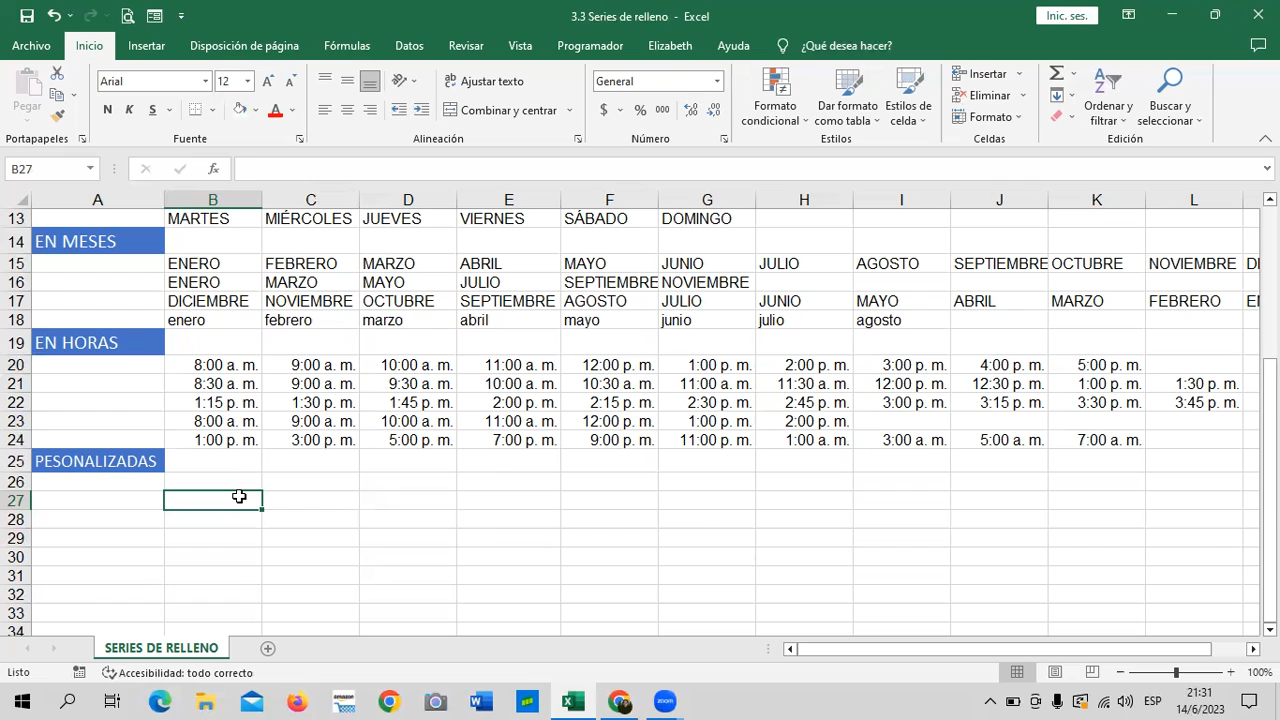 3.3 Series de relleno - Excel
Inic. ses.
Archivo Inicio Insertar Disposición de página Fórmulas Datos Revisar Vista Programador Elizabeth Ayuda ¿Qué desea hacer?
Pegar Arial 12 Ajustar texto General Insertar
N K S Combinar y centrar $ % 000 Formato condicional Dar formato como tabla Estilos de celda Eliminar Ordenar y filtrar Buscar y seleccionar
Formato
Portapapeles Fuente Alineación Número Estilos Celdas Edición
B27 fx
A B C D E F G H I J K L
13 MARTES MIÉRCOLES JUEVES VIERNES SÁBADO DOMINGO
14 EN MESES
15 ENERO FEBRERO MARZO ABRIL MAYO JUNIO JULIO AGOSTO SEPTIEMBRE OCTUBRE NOVIEMBRE DI
16 ENERO MARZO MAYO JULIO SEPTIEMBRE NOVIEMBRE
17 DICIEMBRE NOVIEMBRE OCTUBRE SEPTIEMBRE AGOSTO JULIO JUNIO MAYO ABRIL MARZO FEBRERO EN
18 enero febrero marzo abril mayo junio julio agosto
19 EN HORAS
20 8:00 a. m. 9:00 a. m. 10:00 a. m. 11:00 a. m. 12:00 p. m. 1:00 p. m. 2:00 p. m. 3:00 p. m. 4:00 p. m. 5:00 p. m.
21 8:30 a. m. 9:00 a. m. 9:30 a. m. 10:00 a. m. 10:30 a. m. 11:00 a. m. 11:30 a. m. 12:00 p. m. 12:30 p. m. 1:00 p. m. 1:30 p. m.
22 1:15 p. m. 1:30 p. m. 1:45 p. m. 2:00 p. m. 2:15 p. m. 2:30 p. m. 2:45 p. m. 3:00 p. m. 3:15 p. m. 3:30 p. m. 3:45 p. m.
23 8:00 a. m. 9:00 a. m. 10:00 a. m. 11:00 a. m. 12:00 p. m. 1:00 p. m. 2:00 p. m.
24 1:00 p. m. 3:00 p. m. 5:00 p. m. 7:00 p. m. 9:00 p. m. 11:00 p. m. 1:00 a. m. 3:00 a. m. 5:00 a. m. 7:00 a. m.
25 PESONALIZADAS
26
27
28
29
30
31
32
33
34
SERIES DE RELLENO
Listo Accesibilidad: todo correcto 100%
ESP 21:31
14/6/2023